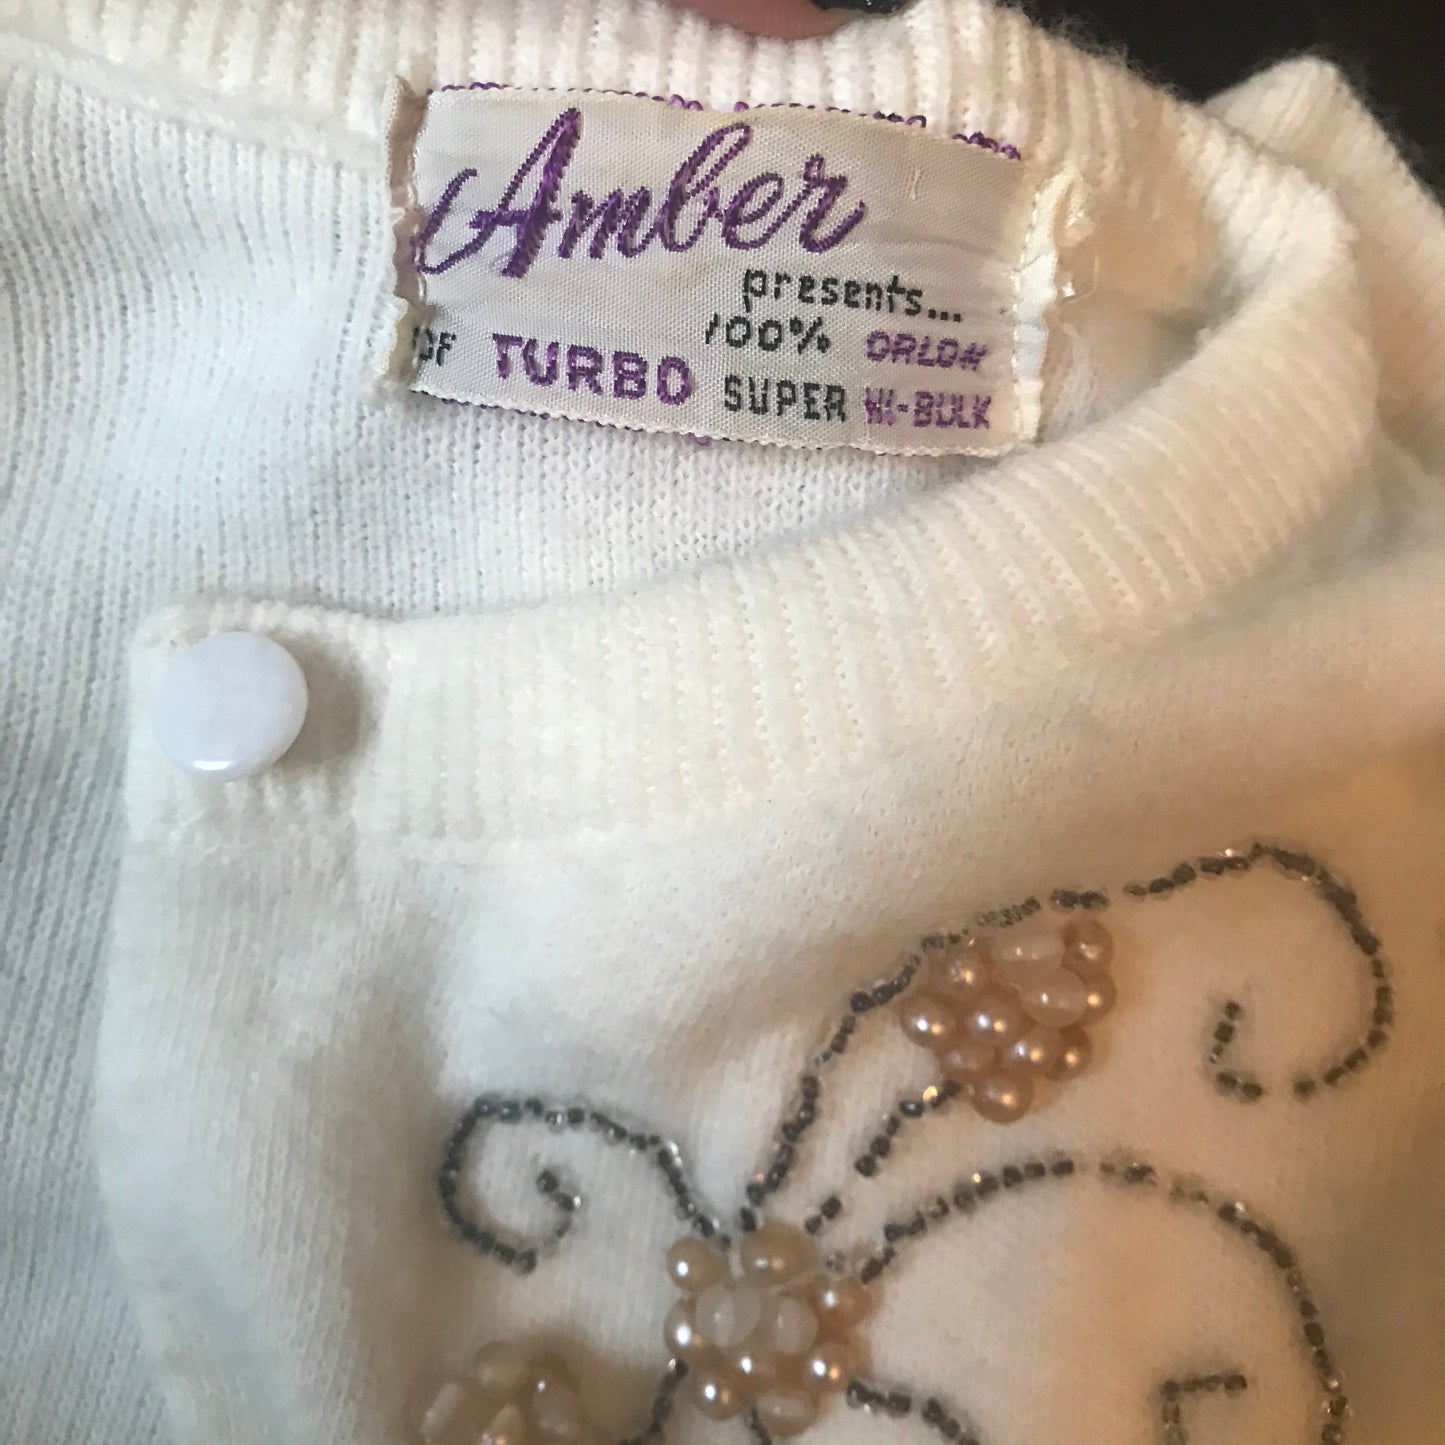 Amber
presents...
100% ORLON
OF TURBO SUPER HI-BULK